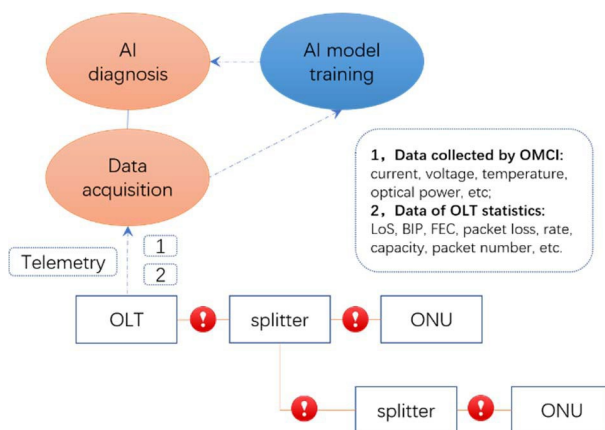 AI
diagnosis
AI model
training
Data
acquisition
1, Data collected by OMCI:
current, voltage, temperature,
optical power, etc;
2, Data of OLT statistics:
LoS, BIP, FEC, packet loss, rate,
capacity, packet number, etc.
Telemetry
1
2
OLT
!
splitter
!
ONU
!
splitter
!
ONU